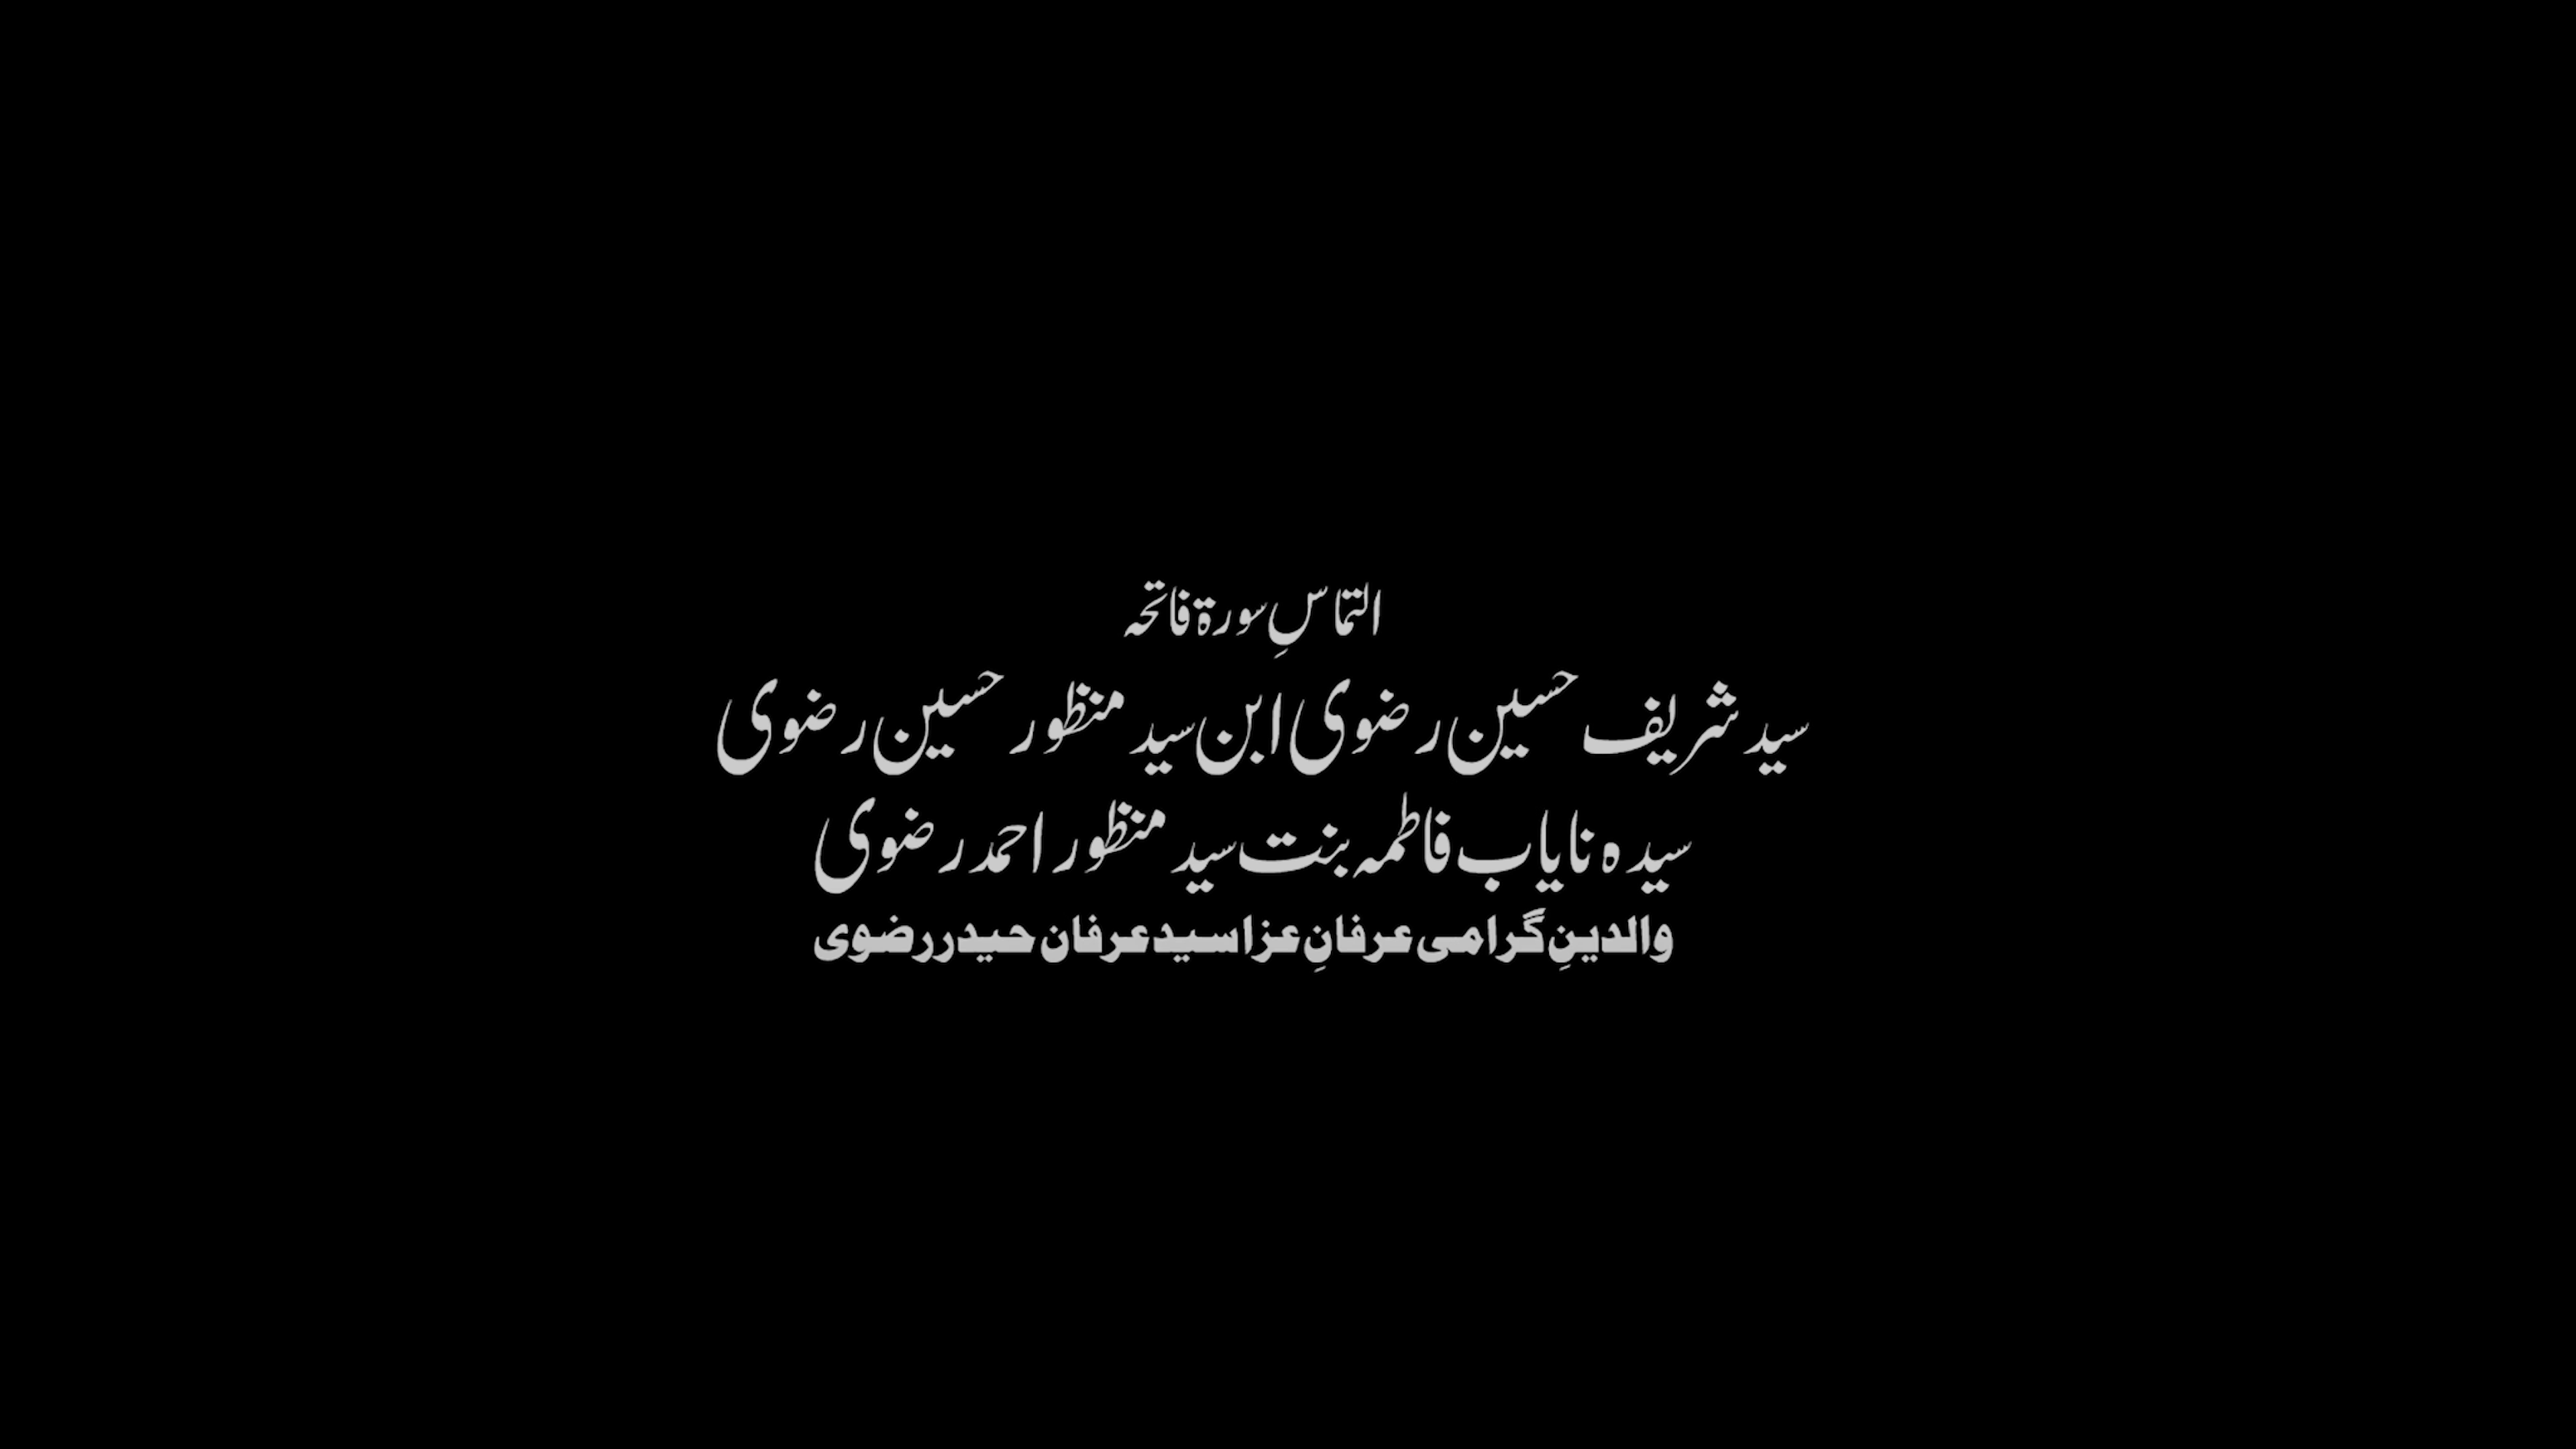 التماسِ سورۃ فاتحہ
سید شریف حسین رضوی ابن سید منظور حسین رضوی
سیدہ نایاب فاطمہ بنت سید منظور احمد رضوی
والدینِ گرامی عرفانِ عزا سید عرفان حیدر رضوی